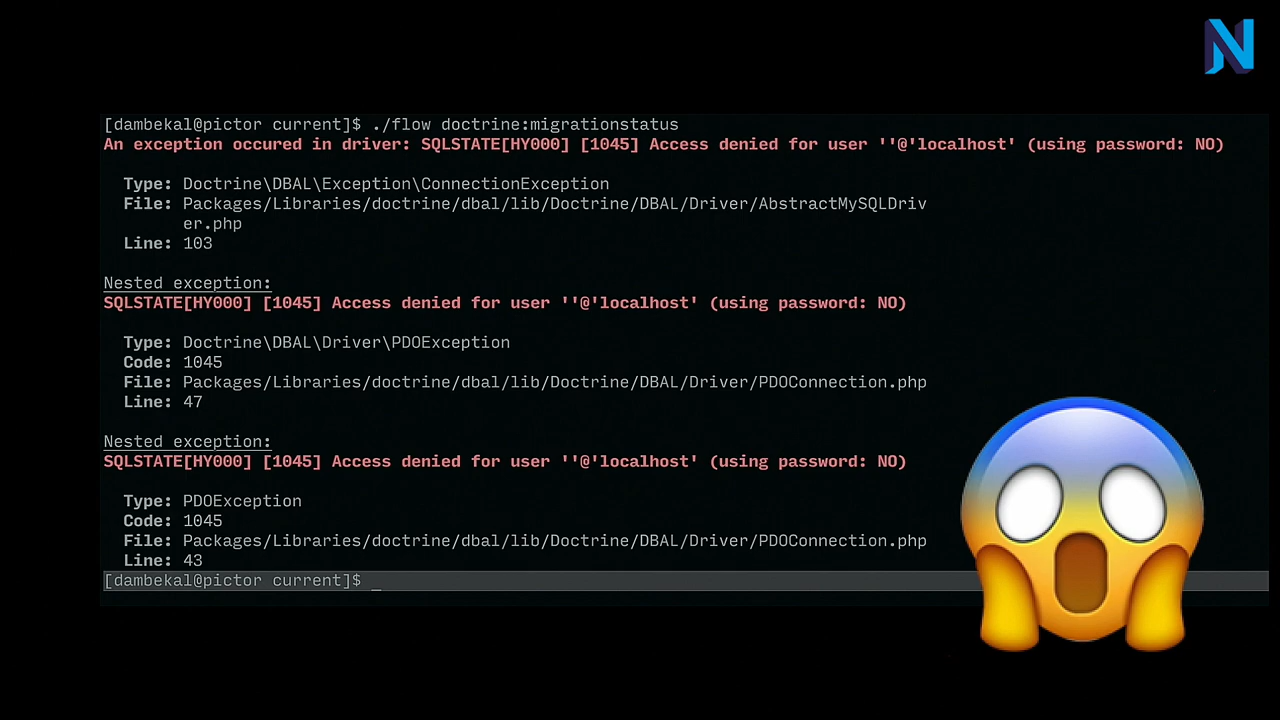 [dambekal@pictor current]$ ./flow doctrine:migrationstatus
An exception occured in driver: SQLSTATE[HY000] [1045] Access denied for user ''@'localhost' (using password: NO)
Type: Doctrine\DBAL\Exception\ConnectionException
File: Packages/Libraries/doctrine/dbal/lib/Doctrine/DBAL/Driver/AbstractMySQLDriv
er.php
Line: 103
Nested exception:
SQLSTATE[HY000] [1045] Access denied for user ''@'localhost' (using password: NO)
Type: Doctrine\DBAL\Driver\PDOException
Code: 1045
File: Packages/Libraries/doctrine/dbal/lib/Doctrine/DBAL/Driver/PDOConnection.php
Line: 47
Nested exception:
SQLSTATE[HY000] [1045] Access denied for user ''@'localhost' (using password: NO)
Type: PDOException
Code: 1045
File: Packages/Libraries/doctrine/dbal/lib/Doctrine/DBAL/Driver/PDOConnection.php
Line: 43
[dambekal@pictor current]$ _